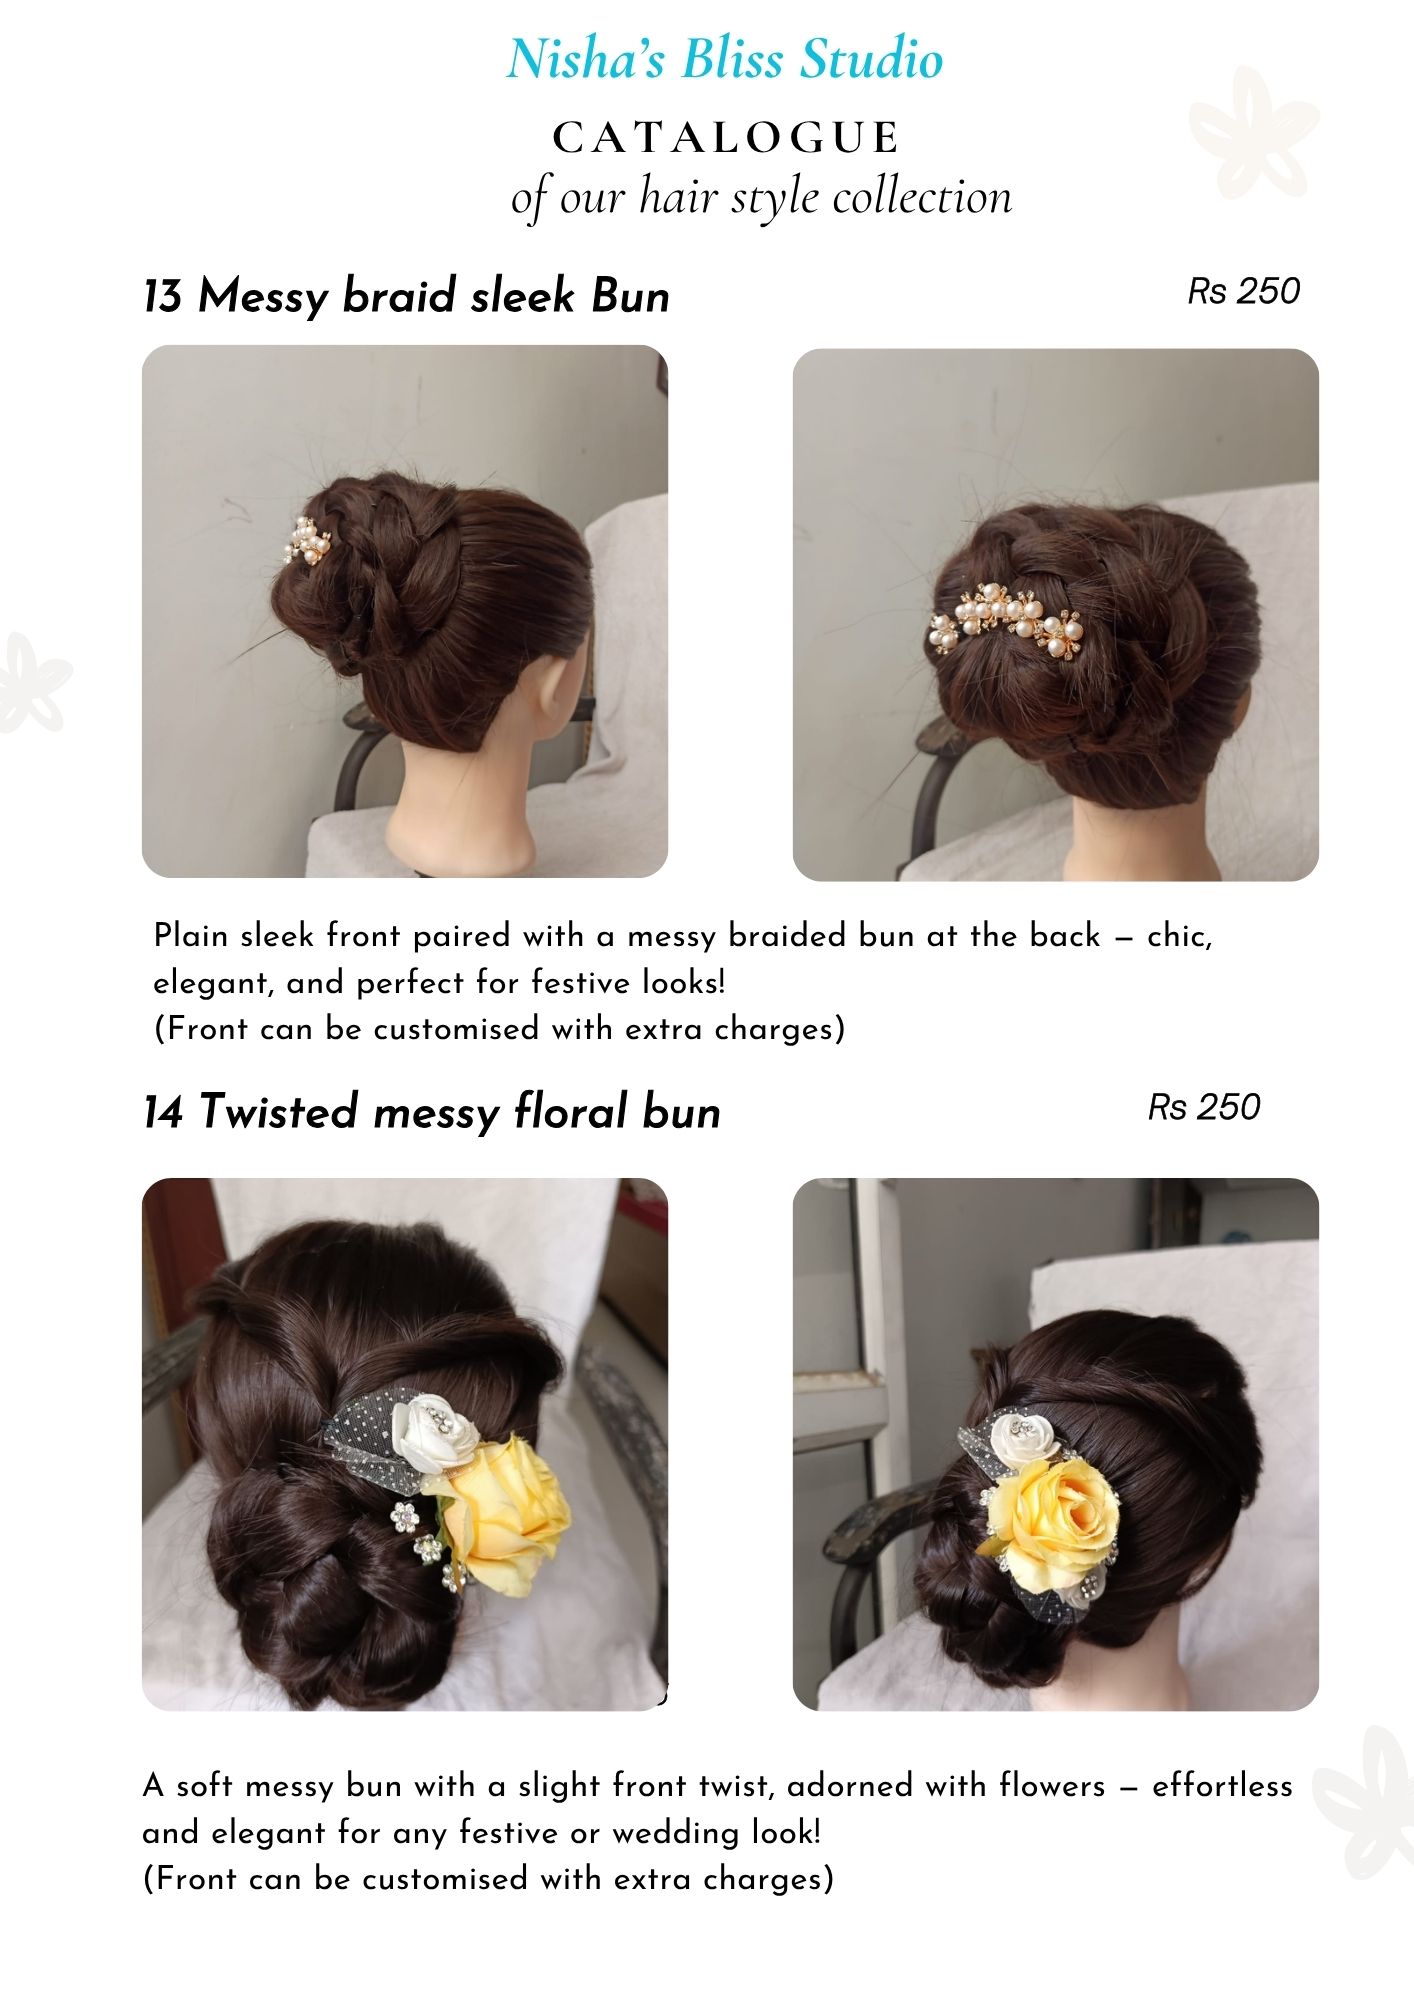 Nisha's Bliss Studio
CATALOGUE
of our hair style collection
13 Messy braid sleek Bun
Rs 250
Plain sleek front paired with a messy braided bun at the back – chic,
elegant, and perfect for festive looks!
(Front can be customised with extra charges)
14 Twisted messy floral bun
Rs 250
A soft messy bun with a slight front twist, adorned with flowers – effortless
and elegant for any festive or wedding look!
(Front can be customised with extra charges)